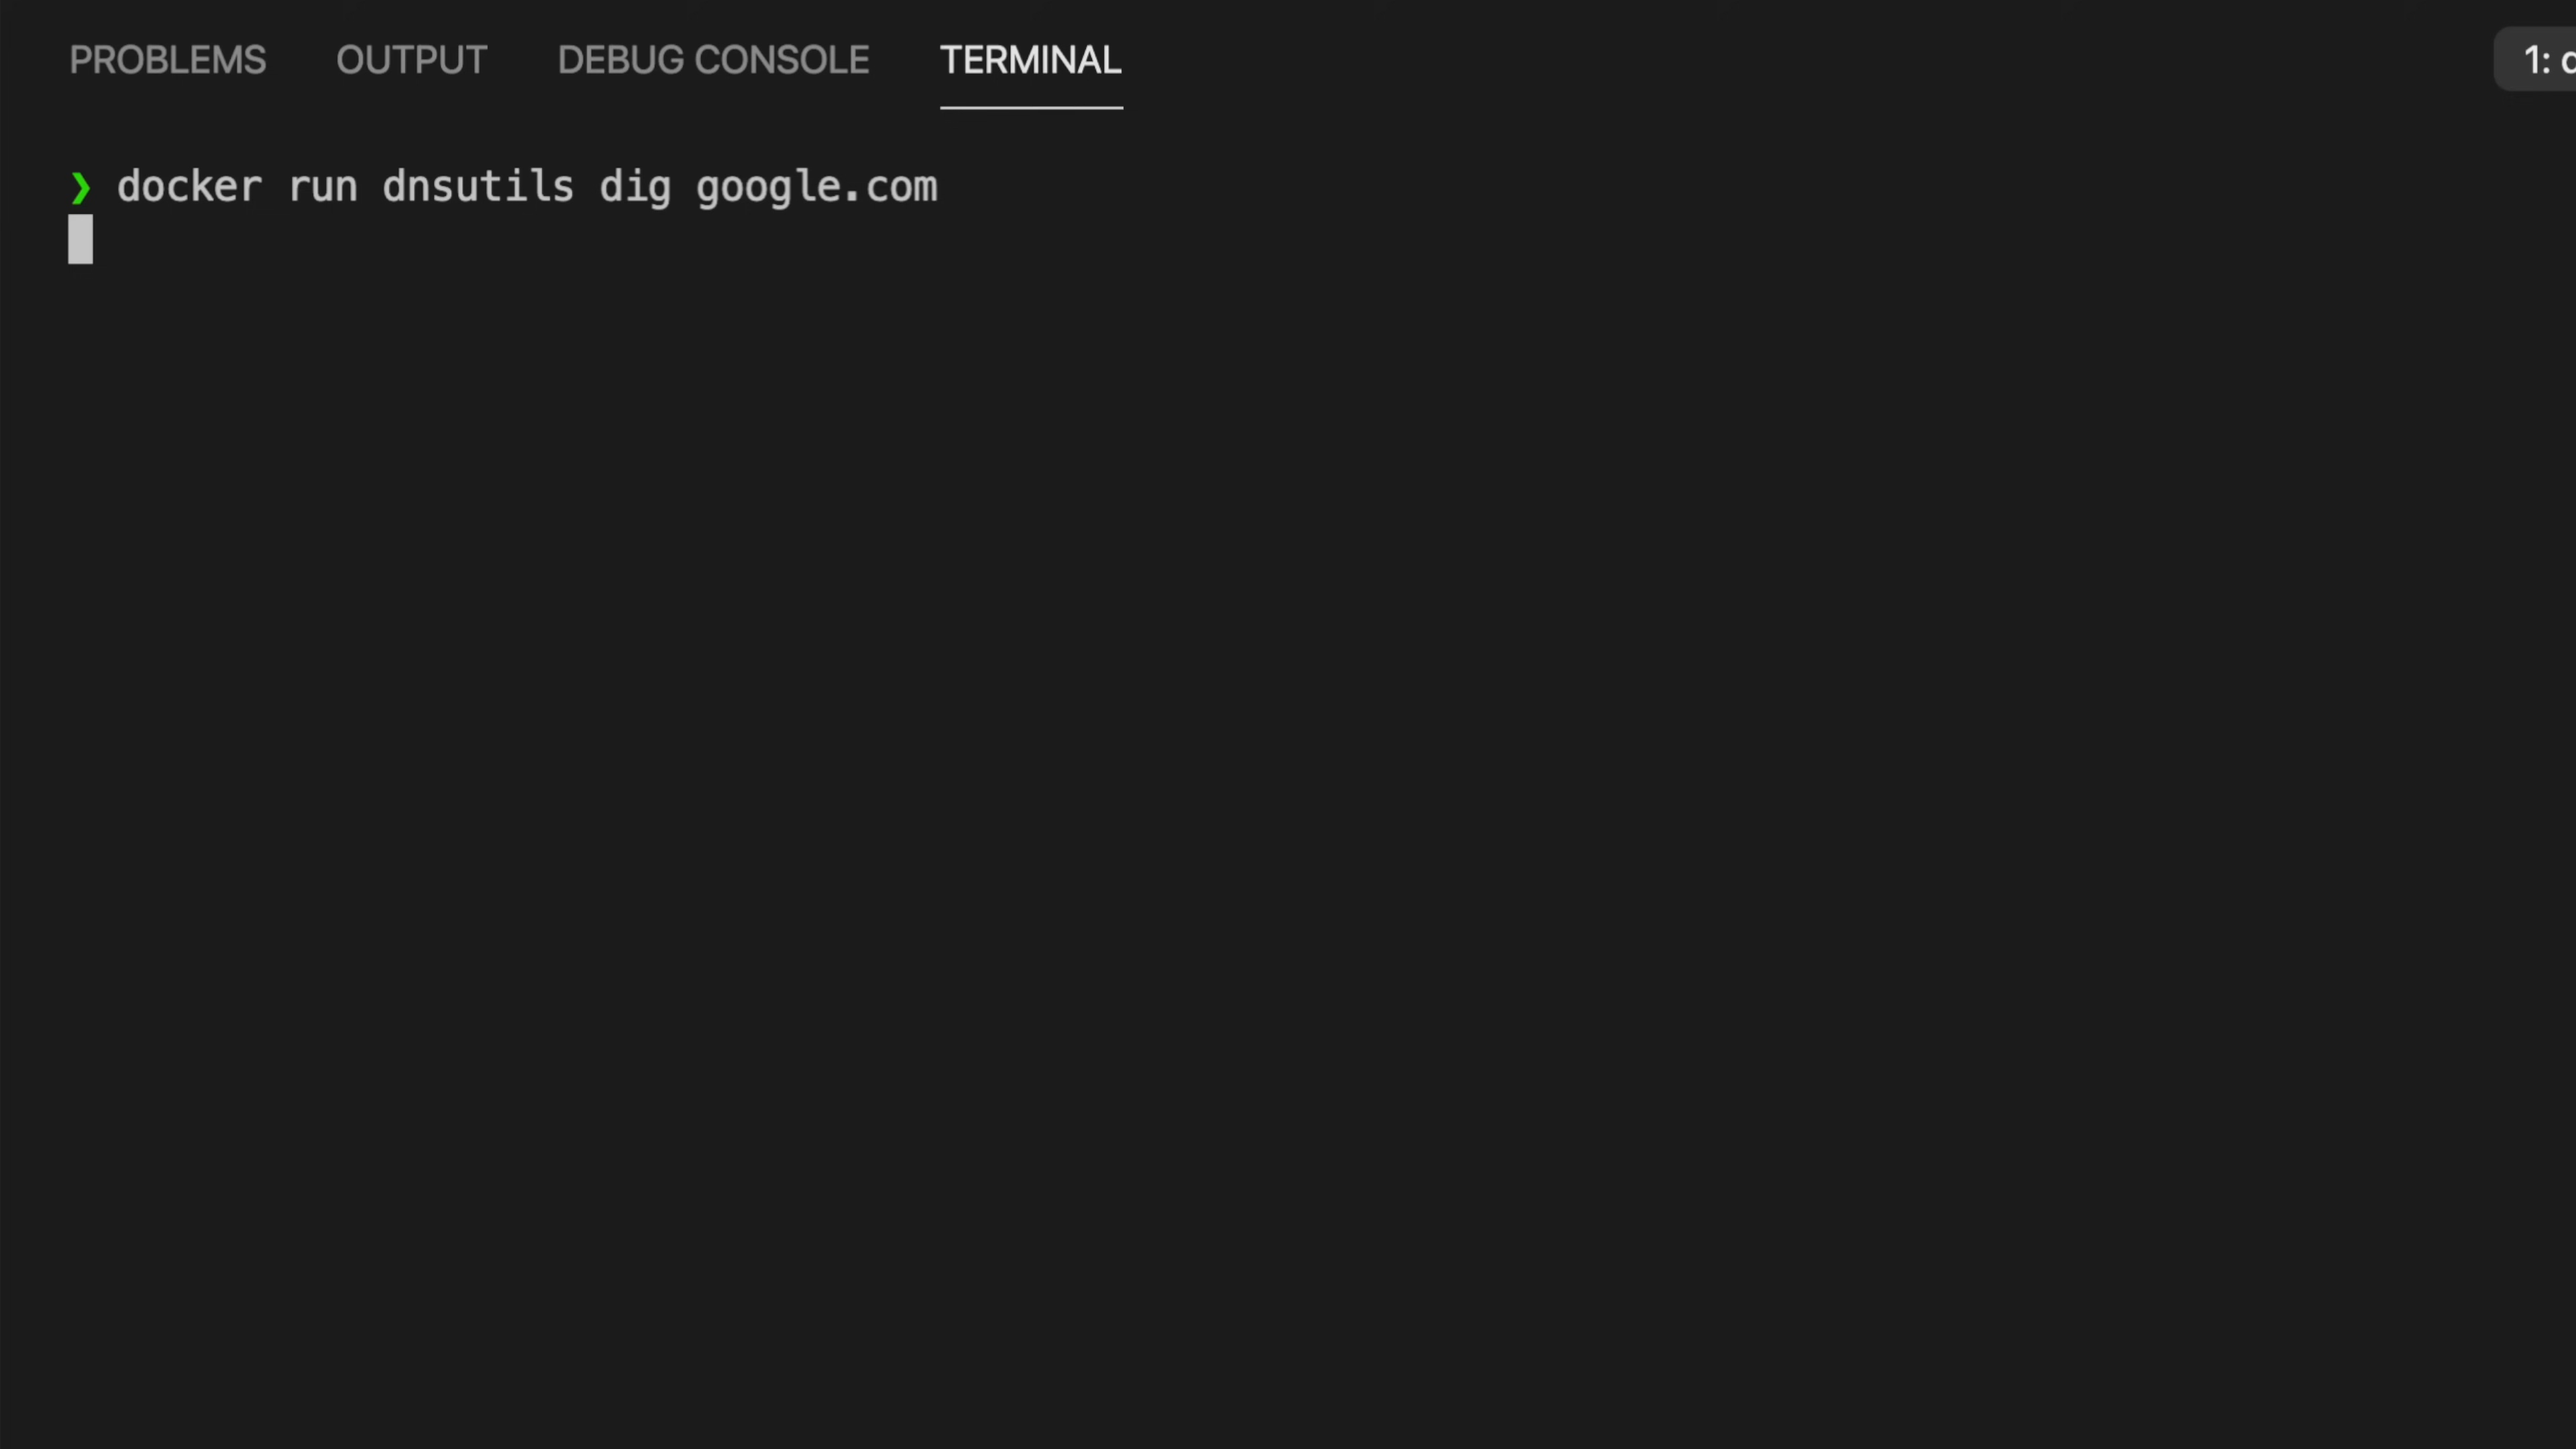 PROBLEMS OUTPUT DEBUG CONSOLE TERMINAL 1:
❯ docker run dnsutils dig google.com